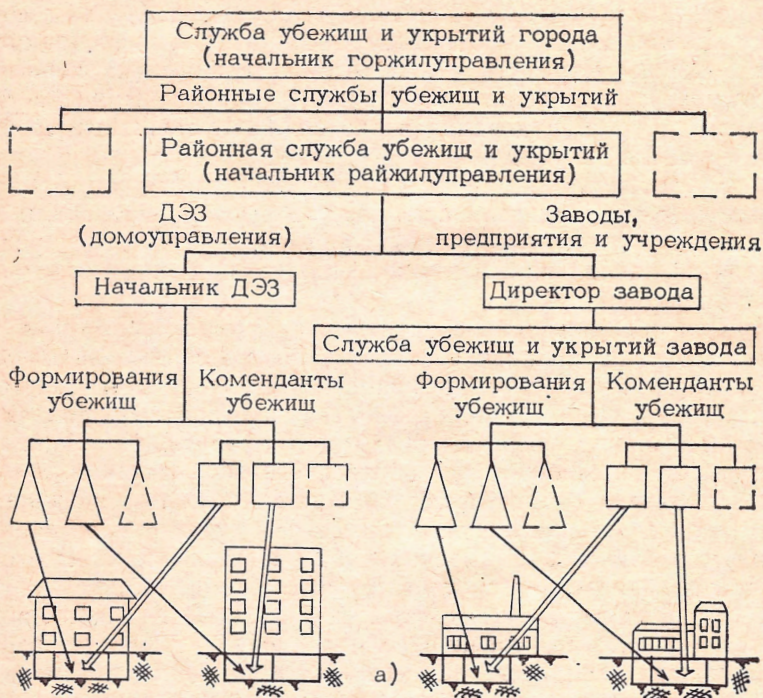 Служба убежищ и укрытий города
(начальник горжилуправления)
Районные службы убежищ и укрытий
Районная служба убежищ и укрытий
(начальник райжилуправления)
ДЭЗ
(домоуправления)
Заводы,
предприятия и учреждения
Начальник ДЭЗ
Директор завода
Служба убежищ и укрытий завода
Формирования
убежищ
Коменданты
убежищ
Формирования
убежищ
Коменданты
убежищ
а)